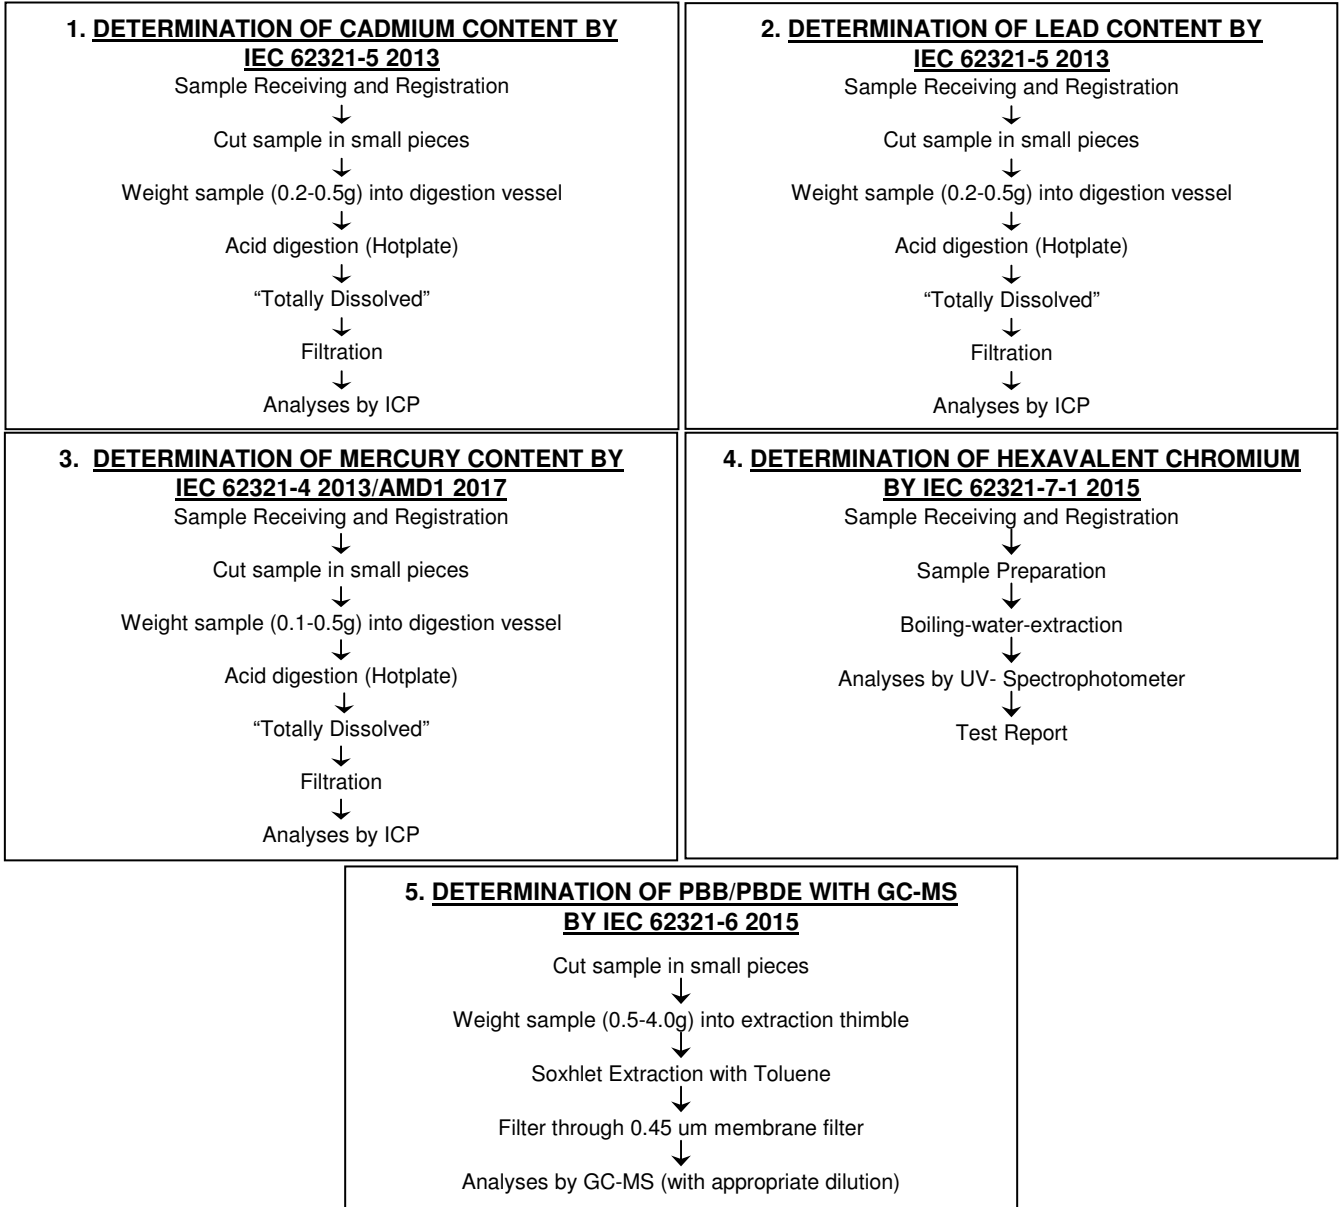 1. DETERMINATION OF CADMIUM CONTENT BY
IEC 62321-5 2013
Sample Receiving and Registration
Cut sample in small pieces
Weight sample (0.2-0.5g) into digestion vessel
Acid digestion (Hotplate)
“Totally Dissolved”
Filtration
Analyses by ICP
2. DETERMINATION OF LEAD CONTENT BY
IEC 62321-5 2013
Sample Receiving and Registration
Cut sample in small pieces
Weight sample (0.2-0.5g) into digestion vessel
Acid digestion (Hotplate)
“Totally Dissolved”
Filtration
Analyses by ICP
3. DETERMINATION OF MERCURY CONTENT BY
IEC 62321-4 2013/AMD1 2017
Sample Receiving and Registration
Cut sample in small pieces
Weight sample (0.1-0.5g) into digestion vessel
Acid digestion (Hotplate)
“Totally Dissolved”
Filtration
Analyses by ICP
4. DETERMINATION OF HEXAVALENT CHROMIUM
BY IEC 62321-7-1 2015
Sample Receiving and Registration
Sample Preparation
Boiling-water-extraction
Analyses by UV- Spectrophotometer
Test Report
5. DETERMINATION OF PBB/PBDE WITH GC-MS
BY IEC 62321-6 2015
Cut sample in small pieces
Weight sample (0.5-4.0g) into extraction thimble
Soxhlet Extraction with Toluene
Filter through 0.45 um membrane filter
Analyses by GC-MS (with appropriate dilution)